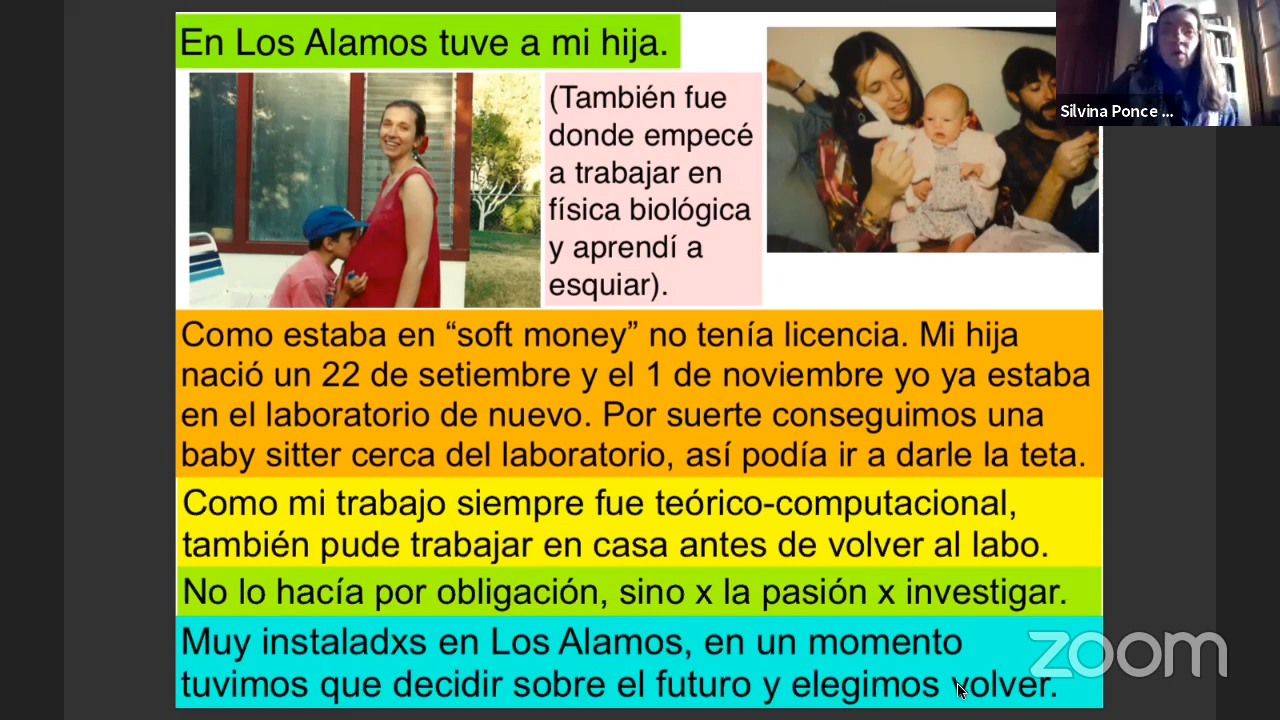 En Los Alamos tuve a mi hija.
(También fue
donde empecé
a trabajar en
física biológica
y aprendí a
esquiar).
Silvina Ponce ...
Como estaba en “soft money” no tenía licencia. Mi hija
nació un 22 de setiembre y el 1 de noviembre yo ya estaba
en el laboratorio de nuevo. Por suerte conseguimos una
baby sitter cerca del laboratorio, así podía ir a darle la teta.
Como mi trabajo siempre fue teórico-computacional,
también pude trabajar en casa antes de volver al labo.
No lo hacía por obligación, sino x la pasión x investigar.
Muy instaladxs en Los Alamos, en un momento
tuvimos que decidir sobre el futuro y elegimos volver.
zoom